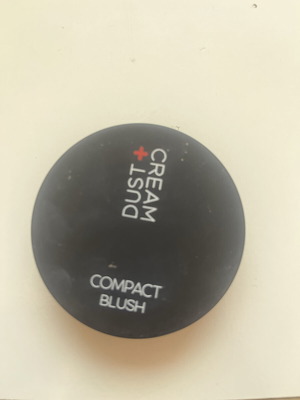 DUST
+
CREAM
COMPACT
BLUSH